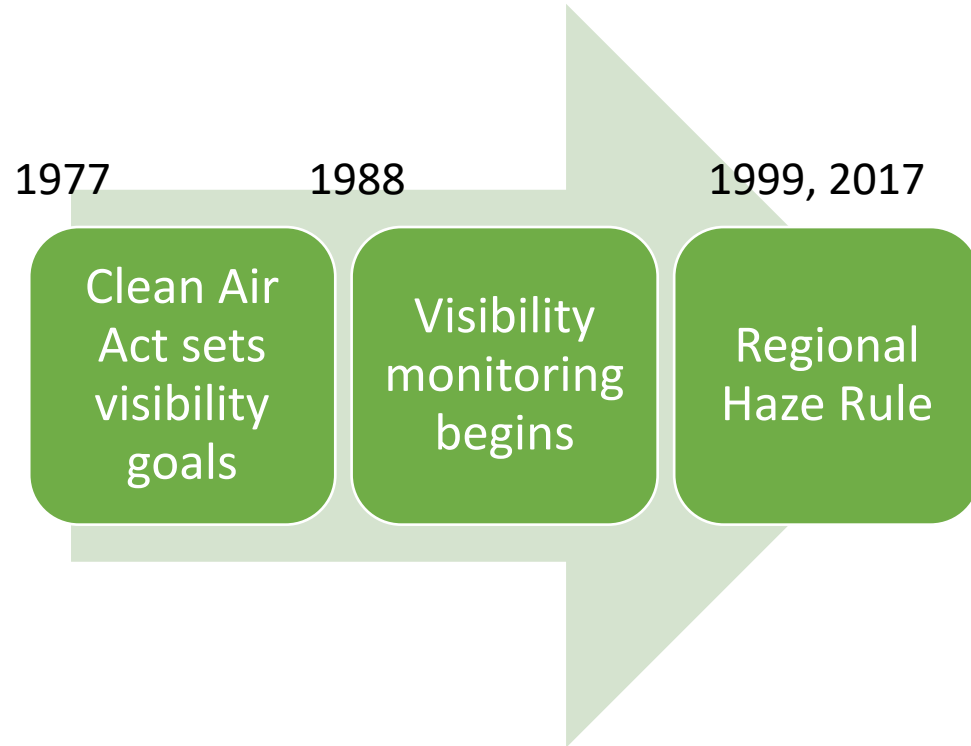 1977
1988
1999, 2017
Clean Air
Act sets
visibility
goals
Visibility
monitoring
begins
Regional
Haze Rule